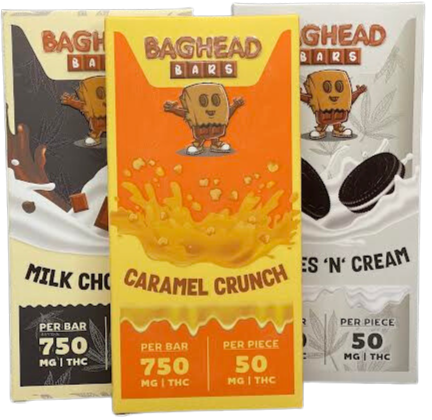 BAGHEAD
BARS
MILK CHO
PER BAR
750
MG | THC
BAGHEAD
BARS
CARAMEL CRUNCH
PER BAR
750
MG | THC
PER PIECE
50
MG | THC
GHEAD
BARS
ES 'N' CREAM
PER PIECE
50
MG | THC